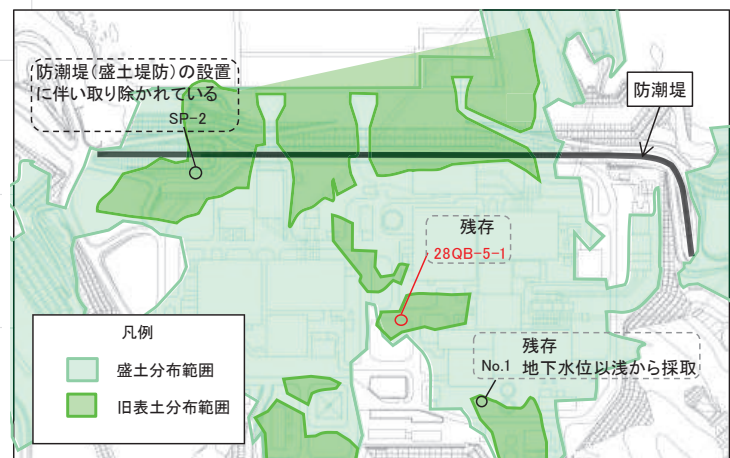 防潮堤(盛土堤防)の設置
に伴い取り除かれている
SP-2
防潮堤
残存
28QB-5-1
残存
No.1 地下水位以浅から採取
凡例
盛土分布範囲
旧表土分布範囲